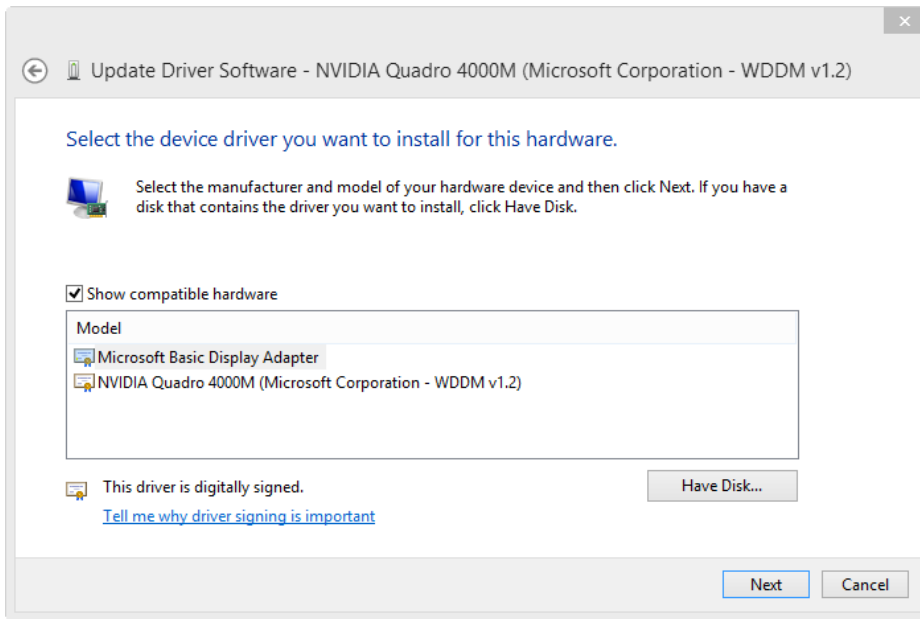 Update Driver Software - NVIDIA Quadro 4000M (Microsoft Corporation - WDDM v1.2)
Select the device driver you want to install for this hardware.
Select the manufacturer and model of your hardware device and then click Next. If you have a
disk that contains the driver you want to install, click Have Disk.
Show compatible hardware
Model
Microsoft Basic Display Adapter
NVIDIA Quadro 4000M (Microsoft Corporation - WDDM v1.2)
This driver is digitally signed.
Have Disk...
Tell me why driver signing is important
Next
Cancel